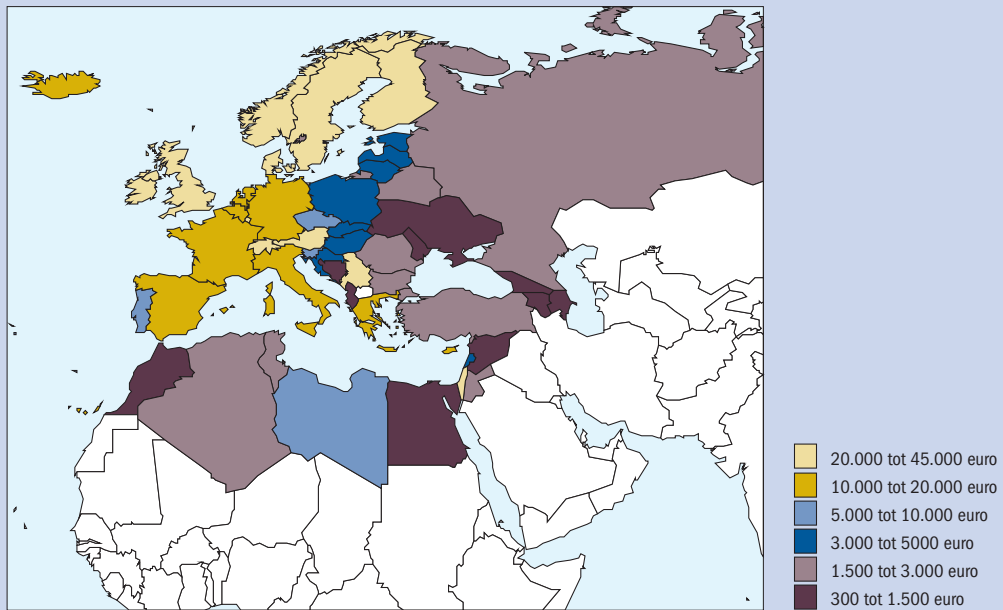 20.000 tot 45.000 euro
10.000 tot 20.000 euro
5.000 tot 10.000 euro
3.000 tot 5000 euro
1.500 tot 3.000 euro
300 tot 1.500 euro